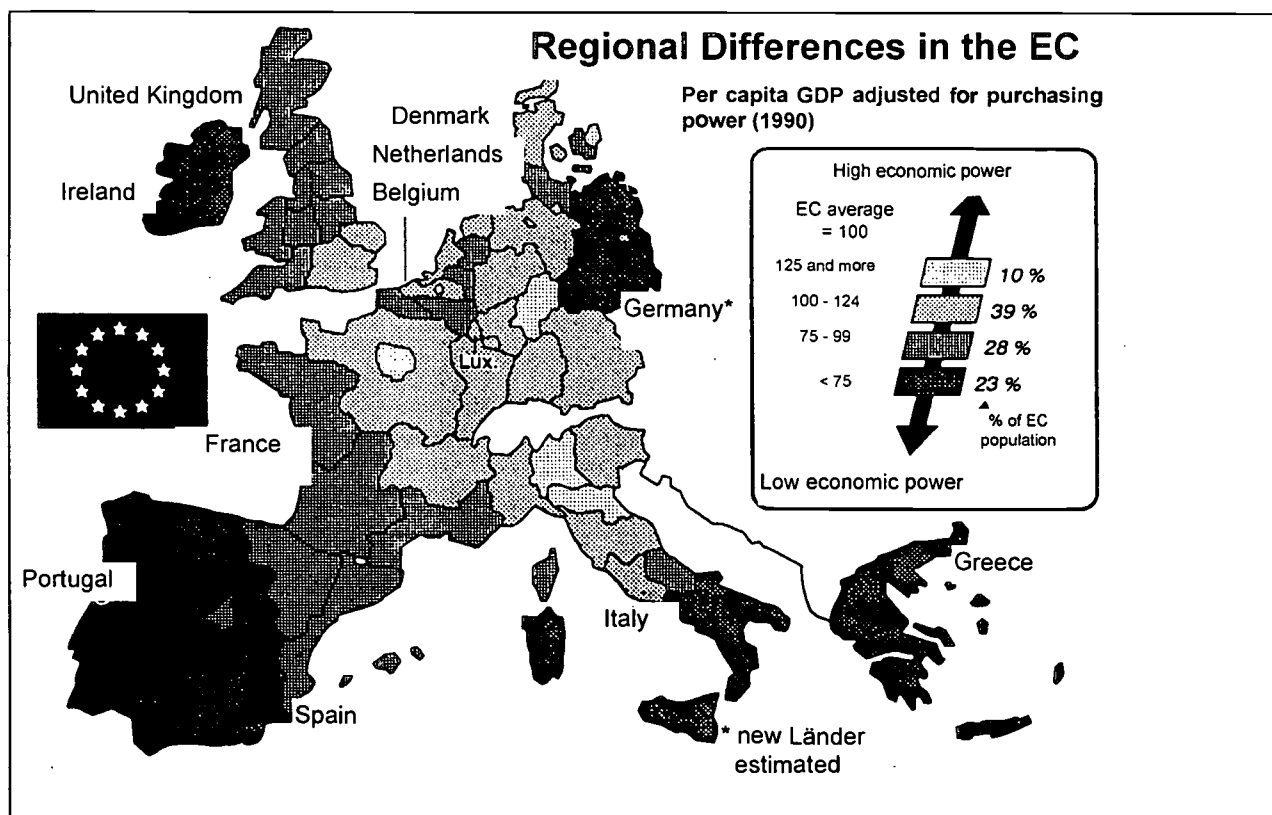 Regional Differences in the EC
Per capita GDP adjusted for purchasing
power (1990)
United Kingdom
Ireland
Denmark
Netherlands
Belgium
Germany*
Lux.
France
Portugal
Spain
Italy
Greece
* new Länder
estimated
High economic power
EC average
= 100
125 and more
10 %
100 - 124
39 %
75 - 99
28 %
< 75
23 %
% of EC
population
Low economic power